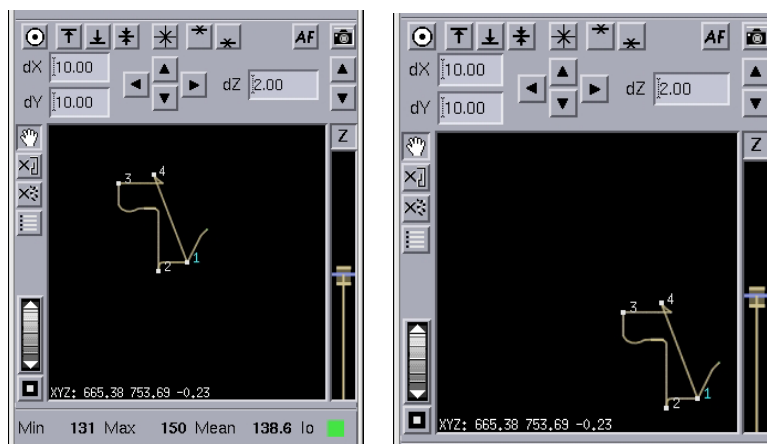 AF
dX 10.00
dY 10.00
dZ 2.00
Z
3
4
2
1
XYZ: 665.38 753.69 -0.23
Min 131 Max 150 Mean 138.6 Io
AF
dX 10.00
dY 10.00
dZ 2.00
Z
3
4
2
1
XYZ: 665.38 753.69 -0.23